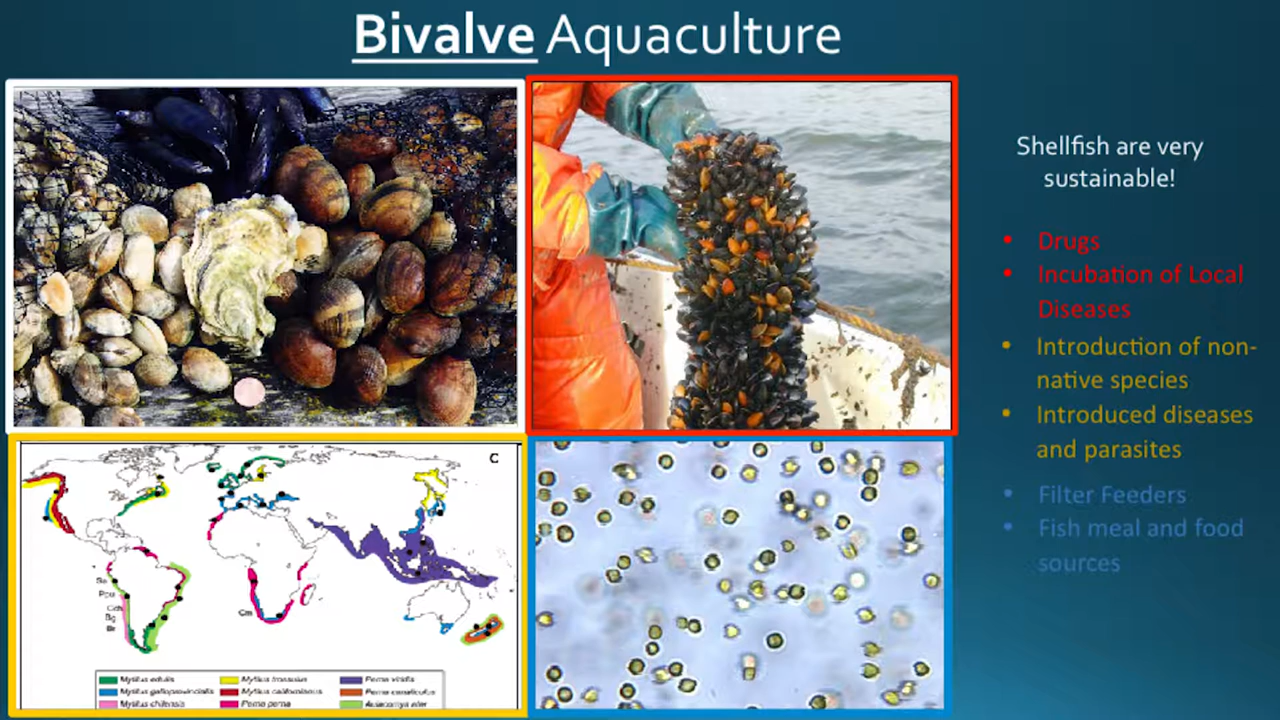 Bivalve Aquaculture
Shellfish are very
sustainable!
• Drugs
• Incubation of Local
Diseases
• Introduction of non-
native species
• Introduced diseases
and parasites
• Filter Feeders
• Fish meal and food
sources
C
Cm
Mytilus edulis
Mytilus trossulus
Perna viridis
Mytilus galloprovincialis
Mytilus californianus
Perna canaliculus
Mytilus chilensis
Perna perna
Aulacomya ater